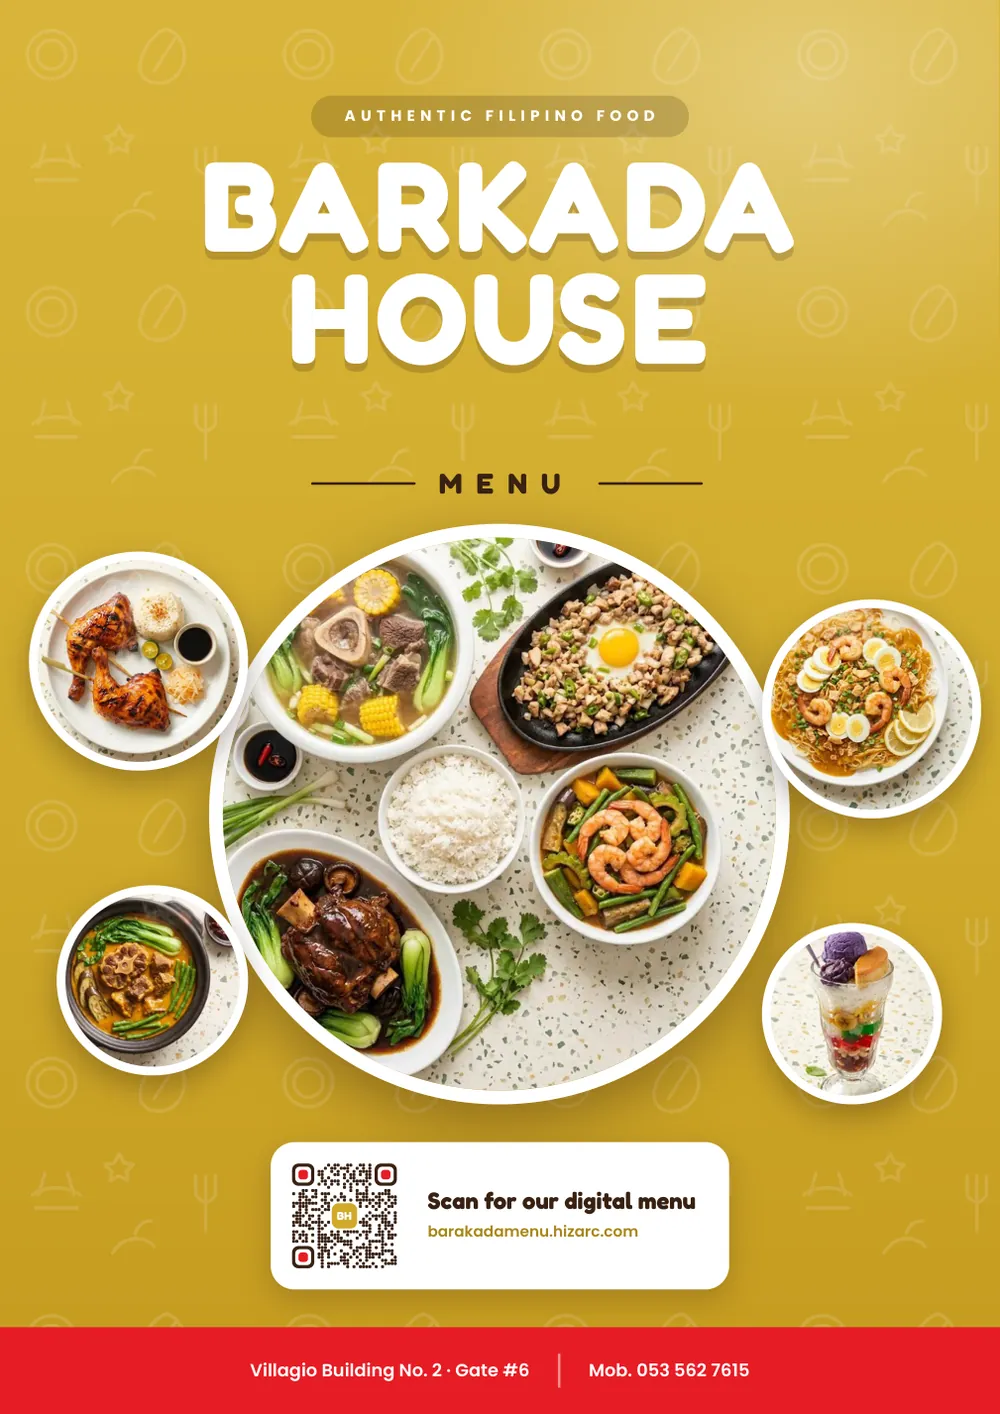 AUTHENTIC FILIPINO FOOD
BARKADA
HOUSE
MENU
BH
Scan for our digital menu
barakadamenu.hizarc.com
Villagio Building No. 2 · Gate #6
Mob. 053 562 7615